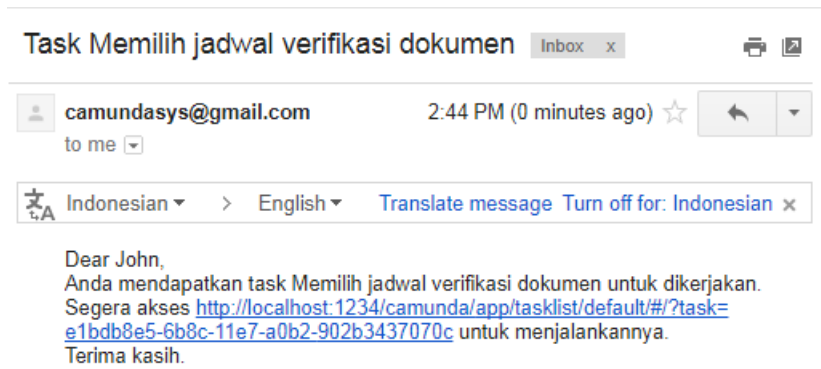 Task Memilih jadwal verifikasi dokumen Inbox x
camundasys@gmail.com 2:44 PM (0 minutes ago)
to me
Indonesian > English Translate message Turn off for: Indonesian ×
Dear John,
Anda mendapatkan task Memilih jadwal verifikasi dokumen untuk dikerjakan.
Segera akses http://localhost:1234/camunda/app/tasklist/default/#/?task=
e1bdb8e5-6b8c-11e7-a0b2-902b3437070c untuk menjalankannya.
Terima kasih.